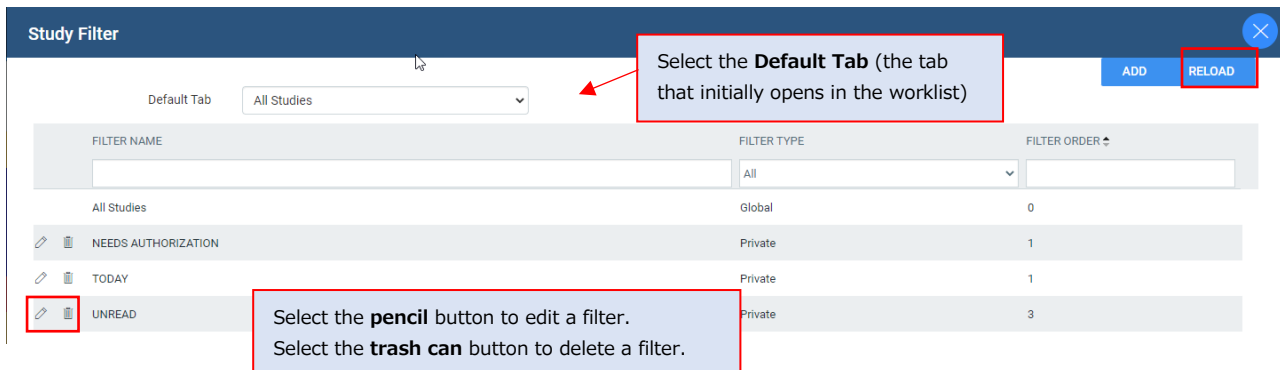 Study Filter
Select the Default Tab (the tab
that initially opens in the worklist)
ADD RELOAD
Default Tab All Studies
FILTER NAME FILTER TYPE FILTER ORDER
All
All Studies Global 0
NEEDS AUTHORIZATION Private 1
TODAY Private 1
UNREAD Private 3
Select the pencil button to edit a filter.
Select the trash can button to delete a filter.